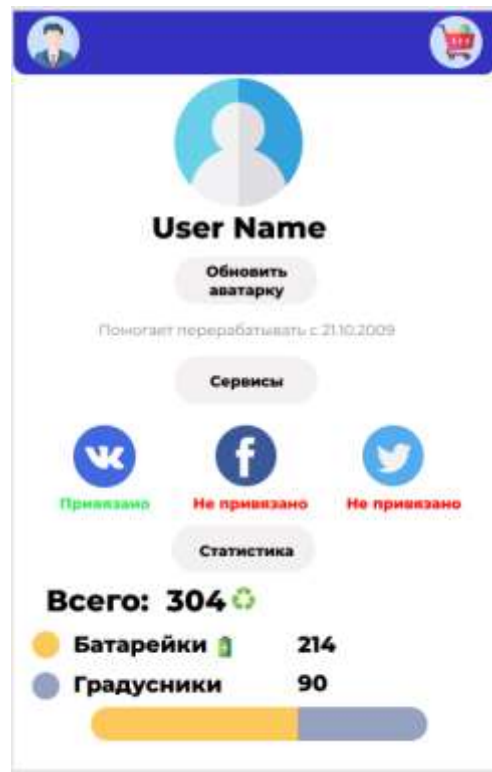 User Name
Обновить
аватарку
Помогает перерабатывать с 21.10.2009
Сервисы
Привязано Не привязано Не привязано
Статистика
Всего: 304
Батарейки 214
Градусники 90